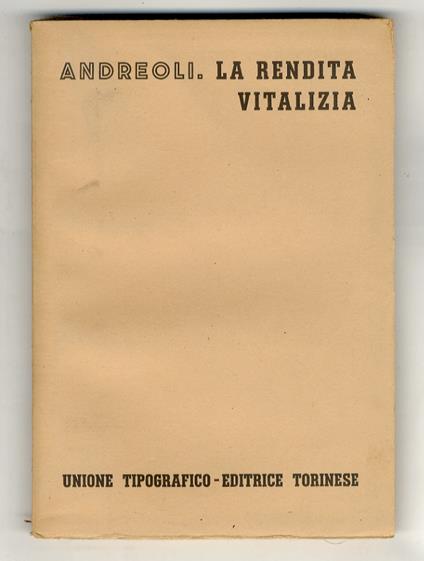 ANDREOLI. LA RENDITA
VITALIZIA
UNIONE TIPOGRAFICO-EDITRICE TORINESE